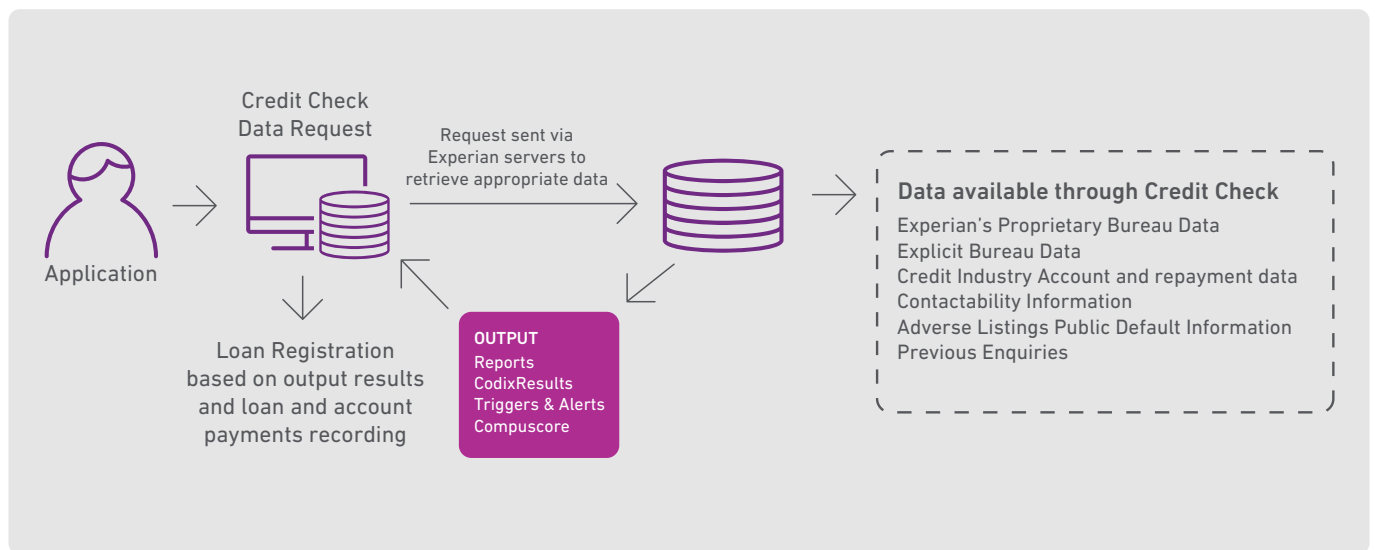 Application
Credit Check
Data Request
Request sent via
Experian servers to
retrieve appropriate data
Loan Registration
based on output results
and loan and account
payments recording
OUTPUT
Reports
CodixResults
Triggers & Alerts
Compuscore
Data available through Credit Check
Experian's Proprietary Bureau Data
Explicit Bureau Data
Credit Industry Account and repayment data
Contactability Information
Adverse Listings Public Default Information
Previous Enquiries